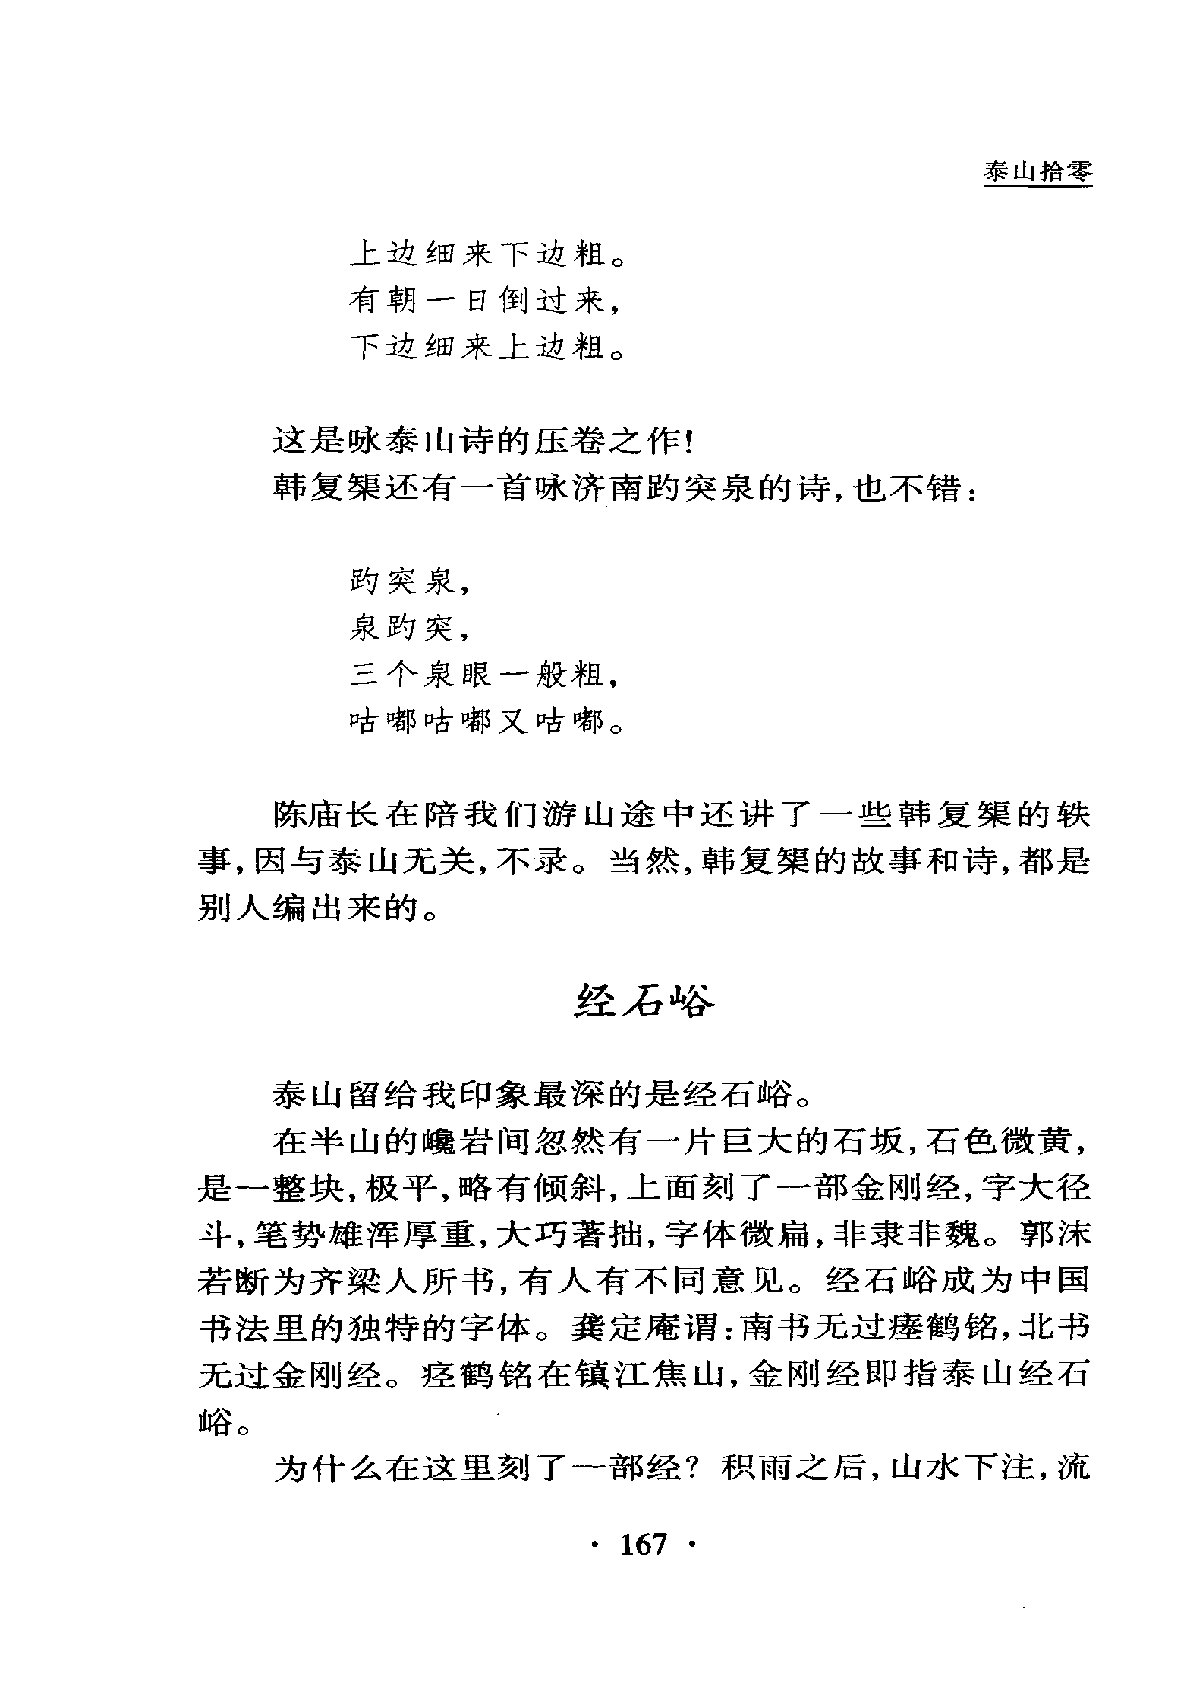 泰山拾零
上边细来下边粗。
有朝一日倒过来，
下边细来上边粗。
这是咏泰山诗的压卷之作！
韩复榘还有一首咏济南趵突泉的诗，也不错：
趵突泉，
泉趵突，
三个泉眼一般粗，
咕嘟咕嘟又咕嘟。
陈庙长在陪我们游山途中还讲了一些韩复榘的轶
事，因与泰山无关，不录。当然，韩复榘的故事和诗，都是
别人编出来的。
经石峪
泰山留给我印象最深的是经石峪。
在半山的巉岩间忽然有一片巨大的石坂，石色微黄，
是一整块，极平，略有倾斜，上面刻了一部金刚经，字大径
斗，笔势雄浑厚重，大巧若拙，字体微扁，非隶非魏。郭沫
若断为齐梁人所书，有人有不同意见。经石峪成为中国
书法里的独特的字体。龚定庵谓：南书无过瘗鹤铭，北书
无过金刚经。瘗鹤铭在镇江焦山，金刚经即指泰山经石
峪。
为什么在这里刻了一部经？积雨之后，山水下注，流
· 167 ·